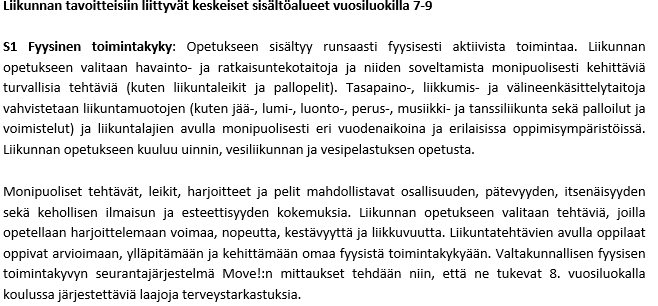 Liikunnan tavoitteisiin liittyvät keskeiset sisältöalueet vuosiluokilla 7-9
S1 Fyysinen toimintakyky: Opetukseen sisältyy runsaasti fyysisesti aktiivista toimintaa. Liikunnan
opetukseen valitaan havainto- ja ratkaisuntekotaitoja ja niiden soveltamista monipuolisesti kehittäviä
turvallisia tehtäviä (kuten liikuntaleikit ja pallopelit). Tasapaino-, liikkumis- ja välineenkäsittelytaitoja
vahvistetaan liikuntamuotojen (kuten jää-, lumi-, luonto-, perus-, musiikki- ja tanssiliikunta sekä palloilut ja
voimistelut) ja liikuntalajien avulla monipuolisesti eri vuodenaikoina ja erilaisissa oppimisympäristöissä.
Liikunnan opetukseen kuuluu uinnin, vesiliikunnan ja vesipelastuksen opetusta.
Monipuoliset tehtävät, leikit, harjoitteet ja pelit mahdollistavat osallisuuden, pätevyyden, itsenäisyyden
sekä kehollisen ilmaisun ja esteettisyyden kokemuksia. Liikunnan opetukseen valitaan tehtäviä, joilla
opetellaan harjoittelemaan voimaa, nopeutta, kestävyyttä ja liikkuvuutta. Liikuntatehtävien avulla oppilaat
oppivat arvioimaan, ylläpitämään ja kehittämään omaa fyysistä toimintakykyään. Valtakunnallisen fyysisen
toimintakyvyn seurantajärjestelmä Move!:n mittaukset tehdään niin, että ne tukevat 8. vuosiluokalla
koulussa järjestettäviä laajoja terveystarkastuksia.